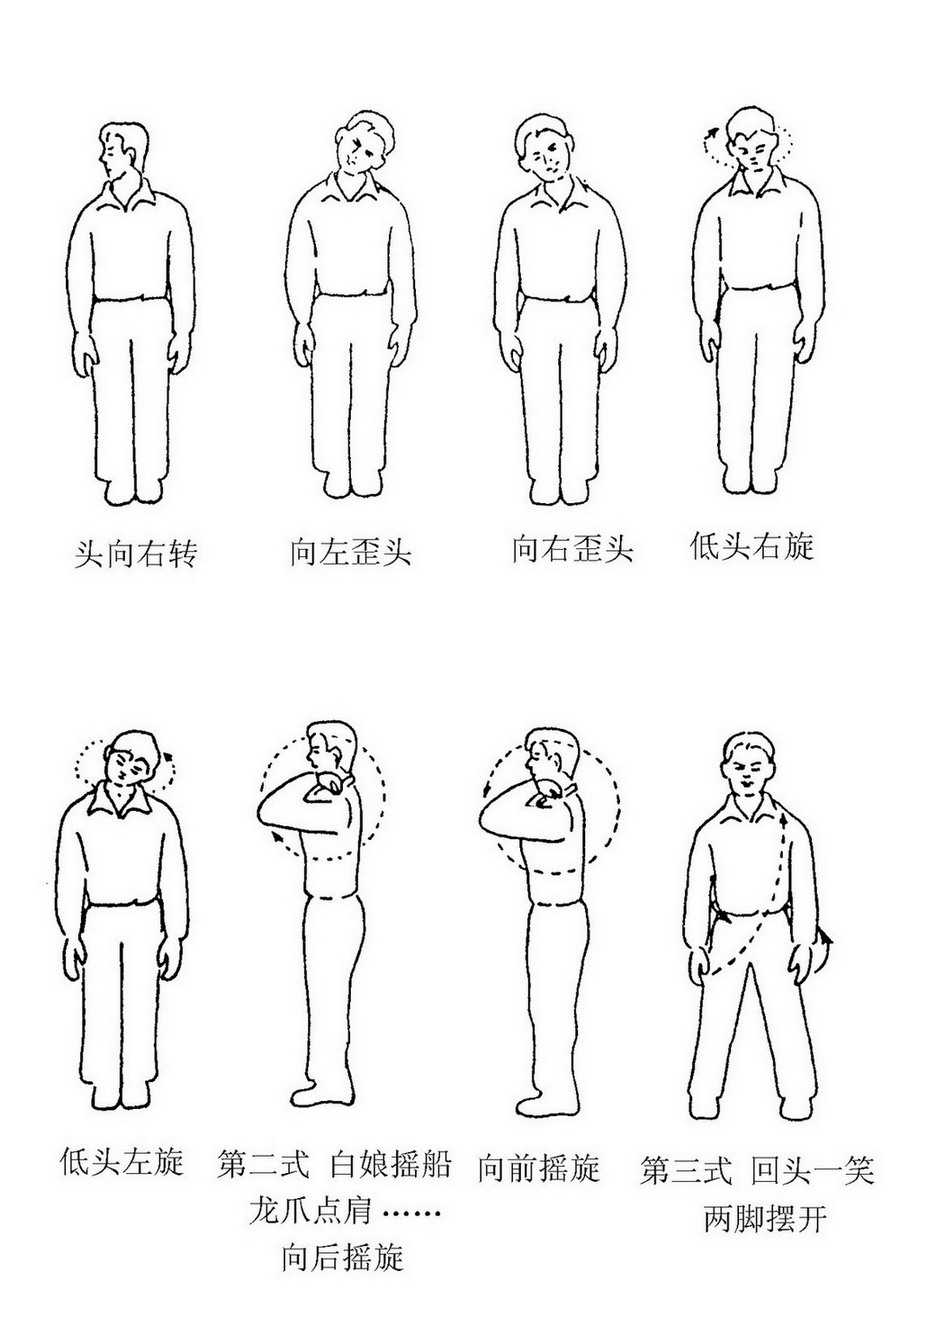 头向右转
向左歪头
向右歪头
低头右旋
低头左旋
第二式 白娘摇船
龙爪点肩……
向后摇旋
向前摇旋
第三式 回头一笑
两脚摆开